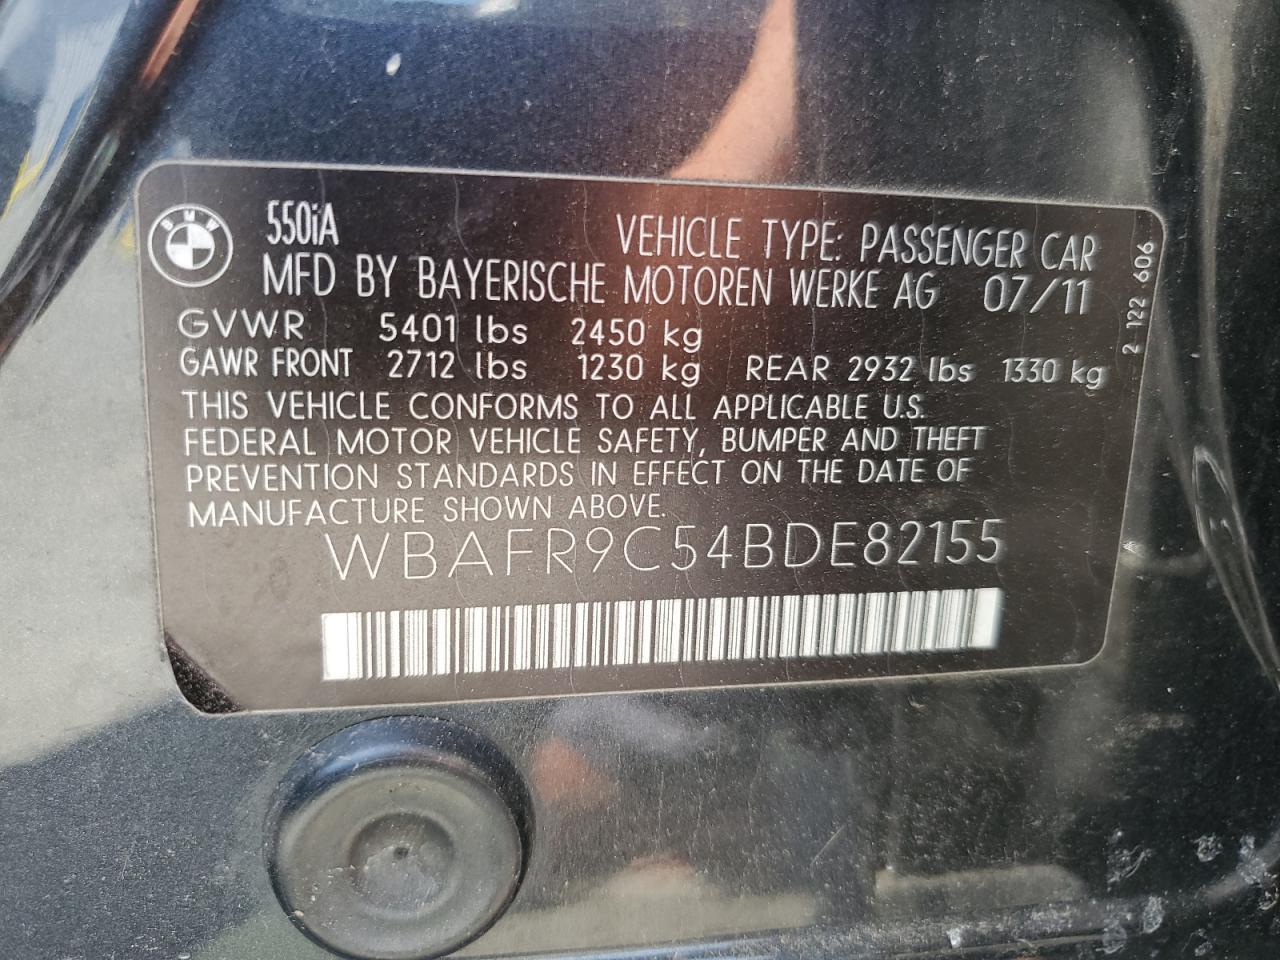 BMW
550iA
VEHICLE TYPE: PASSENGER CAR
MFD BY BAYERISCHE MOTOREN WERKE AG 07/11
GVWR 5401 lbs 2450 kg
GAWR FRONT 2712 lbs 1230 kg REAR 2932 lbs 1330 kg
THIS VEHICLE CONFORMS TO ALL APPLICABLE U.S.
FEDERAL MOTOR VEHICLE SAFETY, BUMPER AND THEFT
PREVENTION STANDARDS IN EFFECT ON THE DATE OF
MANUFACTURE SHOWN ABOVE.
WBAFR9C54BDE82155
2 122 606